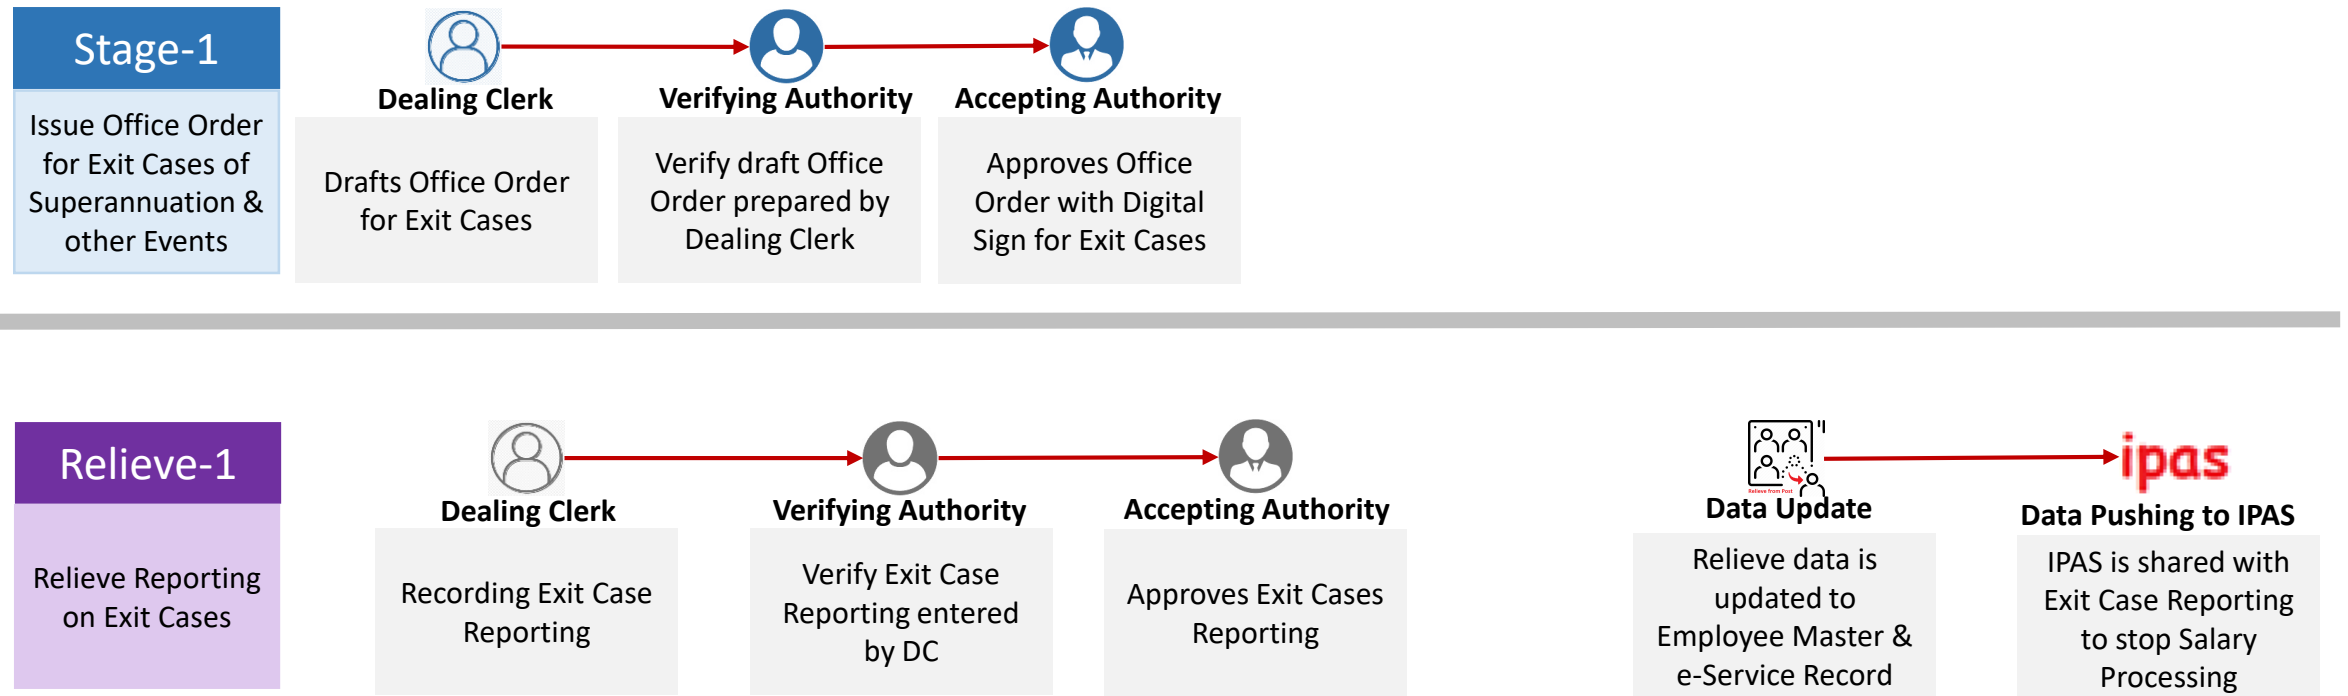 Stage-1
Issue Office Order
for Exit Cases of
Superannuation &
other Events
Dealing Clerk
Drafts Office Order
for Exit Cases
Verifying Authority
Verify draft Office
Order prepared by
Dealing Clerk
Accepting Authority
Approves Office
Order with Digital
Sign for Exit Cases
Relieve-1
Relieve Reporting
on Exit Cases
Dealing Clerk
Recording Exit Case
Reporting
Verifying Authority
Verify Exit Case
Reporting entered
by DC
Accepting Authority
Approves Exit Cases
Reporting
Relieve from Post
Data Update
Relieve data is
updated to
Employee Master &
e-Service Record
ipas
Data Pushing to IPAS
IPAS is shared with
Exit Case Reporting
to stop Salary
Processing